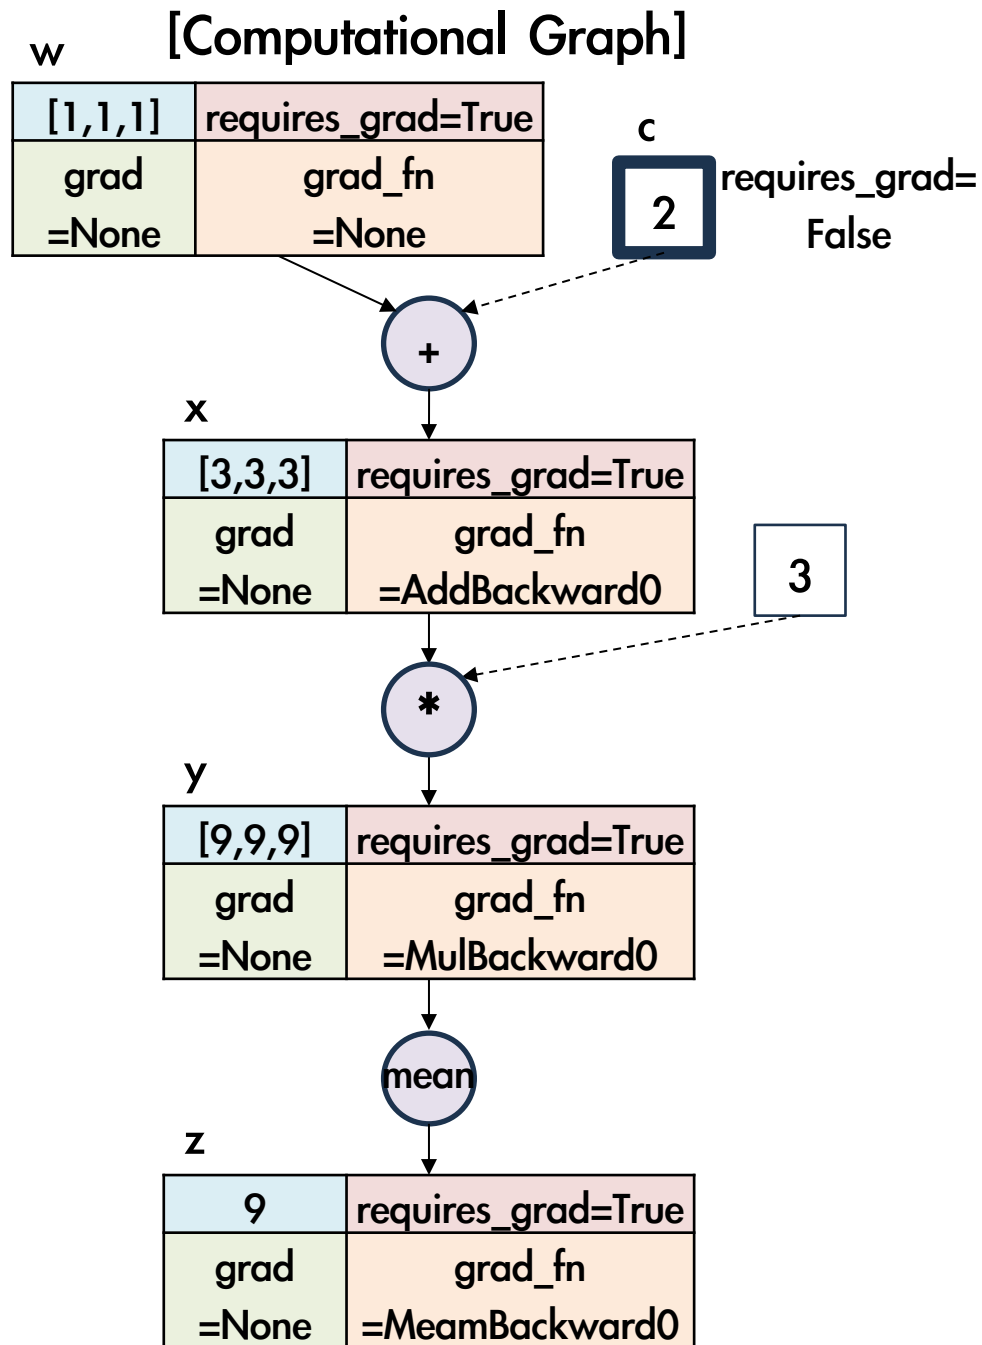 [Computational Graph]
w
[1,1,1] requires_grad=True
grad
=None
grad_fn
=None
c
2
requires_grad=
False
+
x
[3,3,3] requires_grad=True
grad
=None
grad_fn
=AddBackward0
3
*
y
[9,9,9] requires_grad=True
grad
=None
grad_fn
=MulBackward0
mean
z
9 requires_grad=True
grad
=None
grad_fn
=MeamBackward0